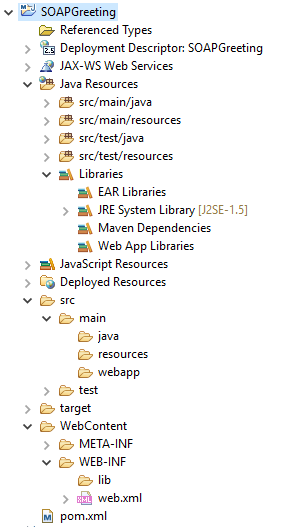 SOAPGreeting
Referenced Types
Deployment Descriptor: SOAPGreeting
JAX-WS Web Services
Java Resources
src/main/java
src/main/resources
src/test/java
src/test/resources
Libraries
EAR Libraries
JRE System Library [J2SE-1.5]
Maven Dependencies
Web App Libraries
JavaScript Resources
Deployed Resources
src
main
java
resources
webapp
test
target
WebContent
META-INF
WEB-INF
lib
web.xml
pom.xml